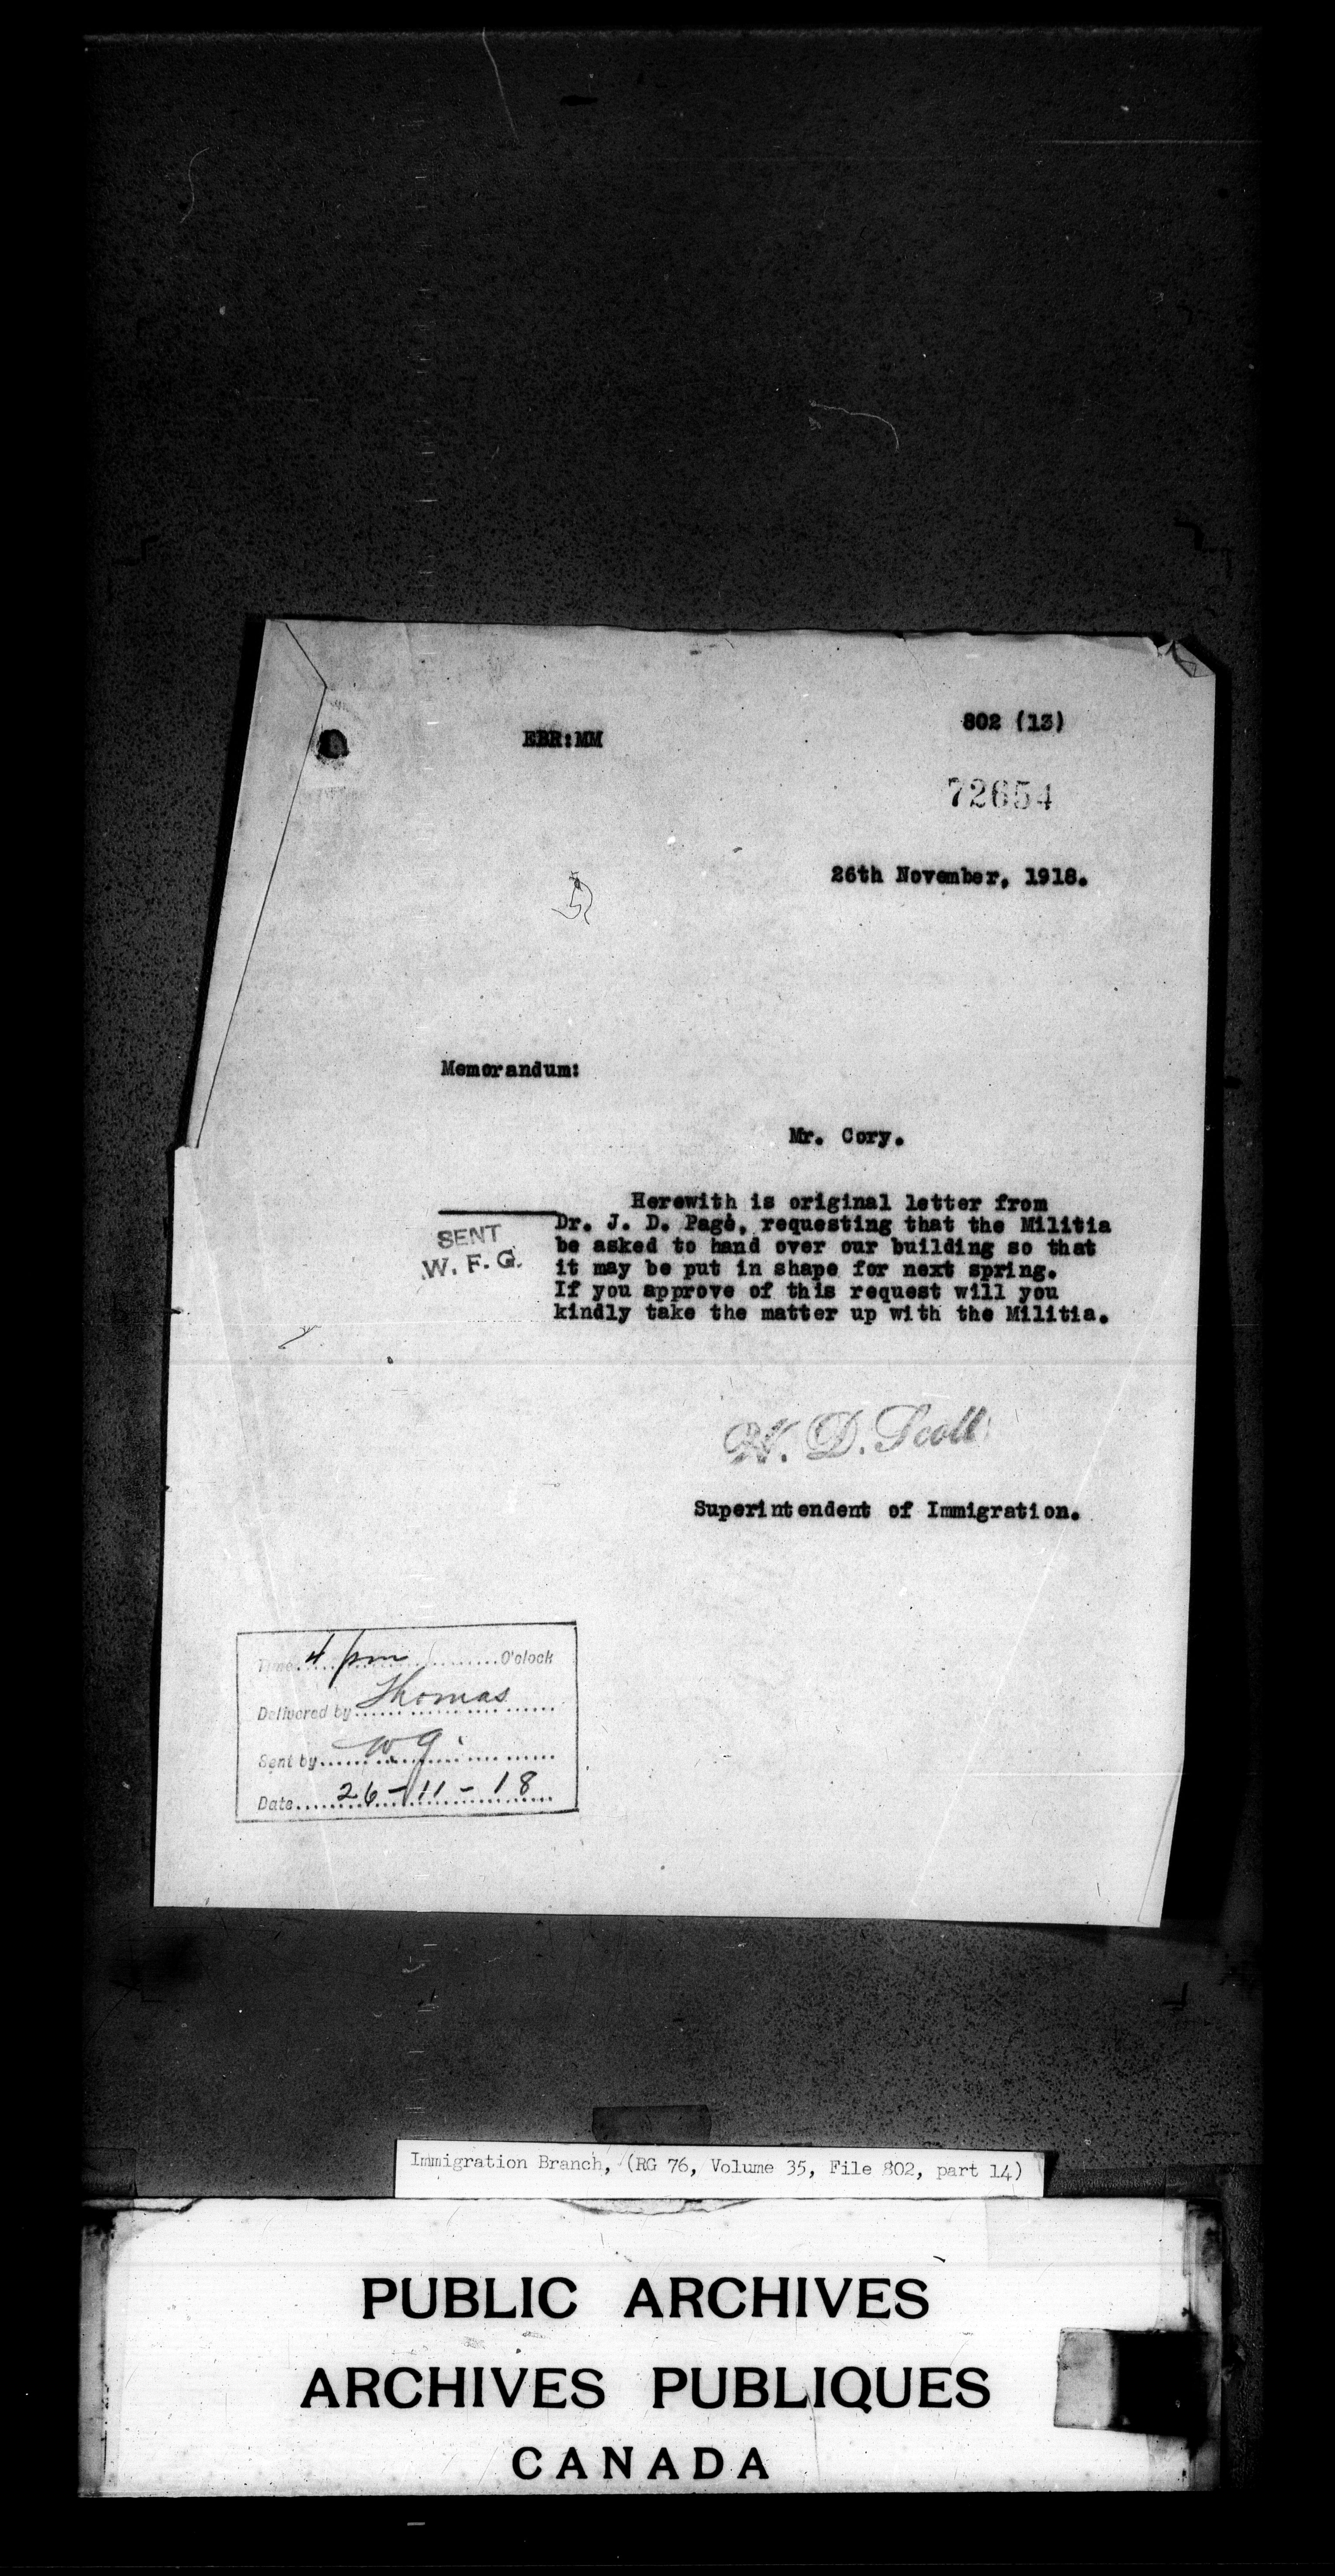 802 (13)
EBR:MM
72654
26th November, 1918.
Memorandum:
Mr. Cory.
Herewith is original letter from
Dr. J. D. Pagé, requesting that the Militia
be asked to hand over our building so that
it may be put in shape for next spring.
If you approve of this request will you
kindly take the matter up with the Militia.
SENT
W. F. G.
W. D. Scott
Superintendent of Immigration.
Time 4 pm O'clock
Delivered by Thomas
Sent by W G.
Date 26-11-18
Immigration Branch, (RG 76, Volume 35, File 802, part 14)
PUBLIC ARCHIVES
ARCHIVES PUBLIQUES
CANADA